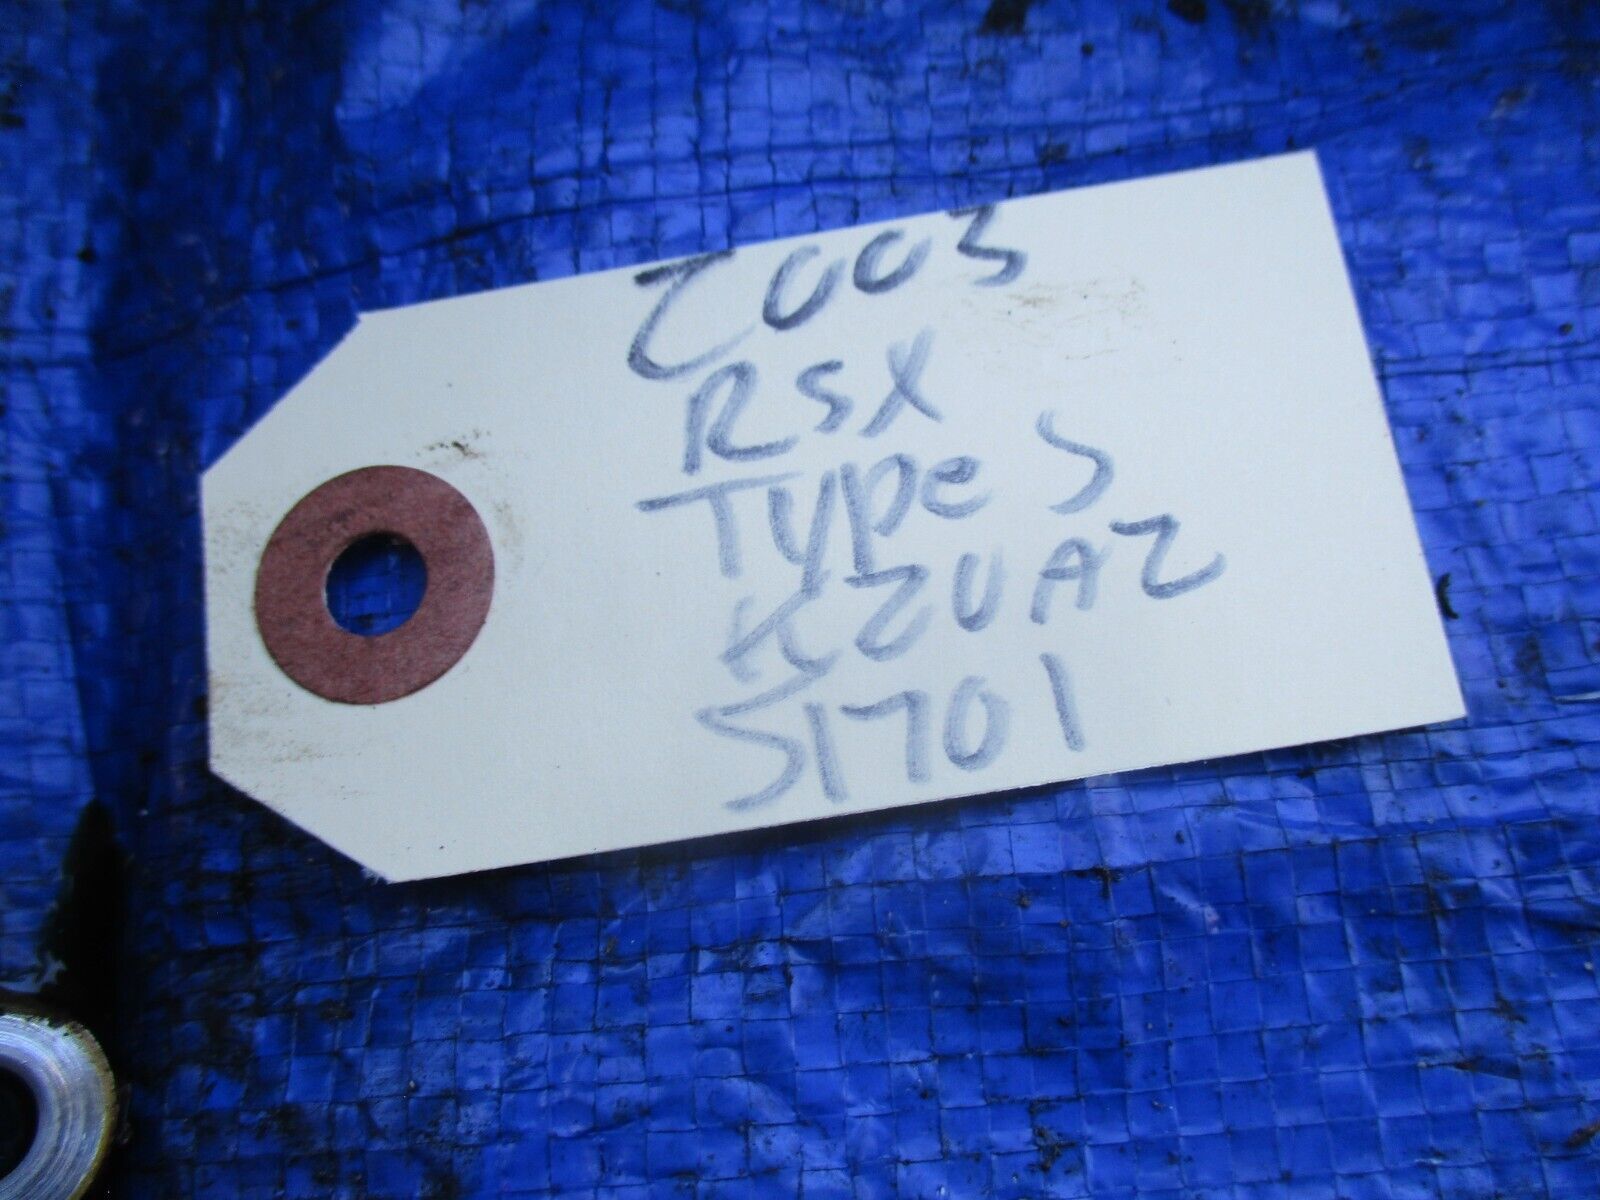 2003
RSX
Type S
K20A2
51701